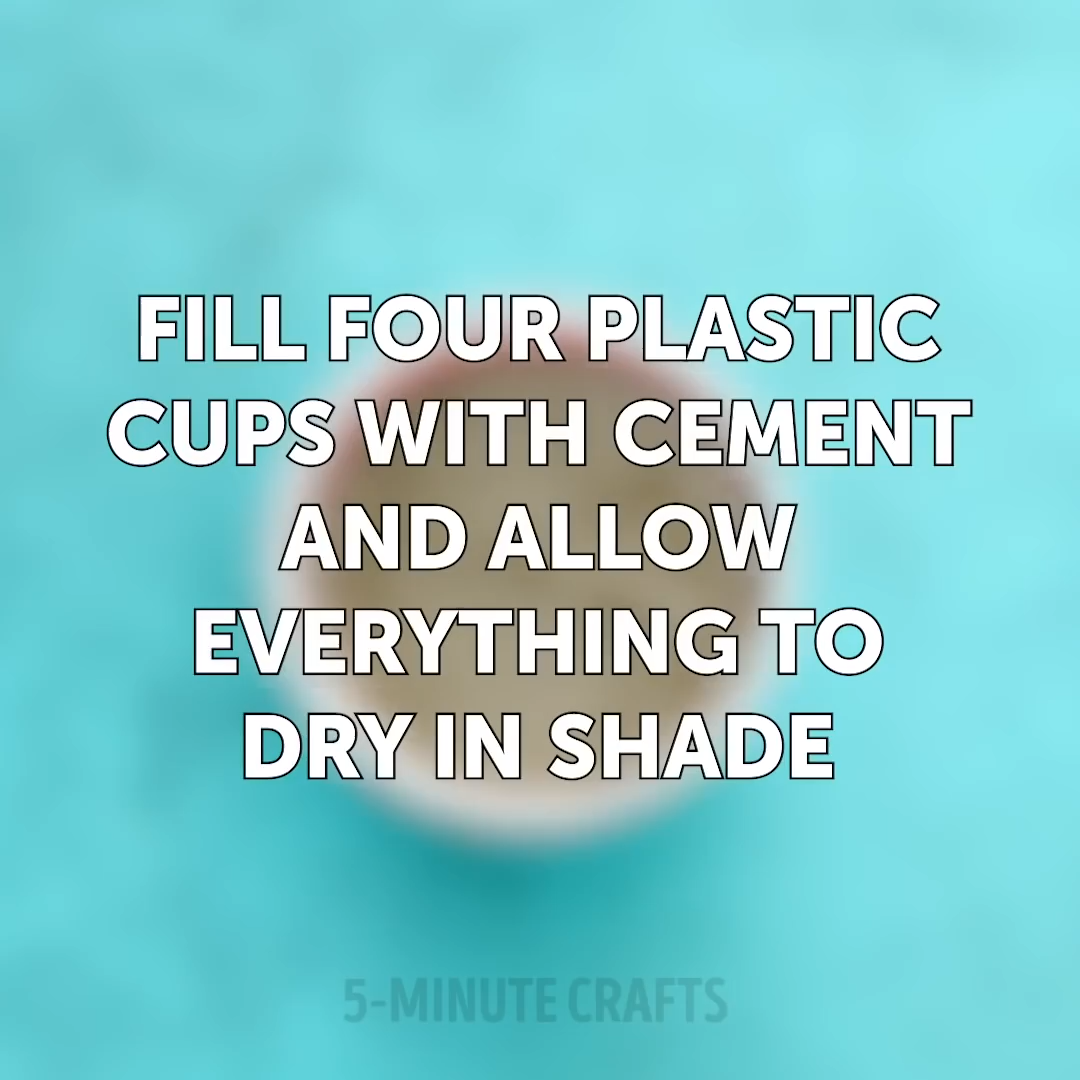 FILL FOUR PLASTIC
CUPS WITH CEMENT
AND ALLOW
EVERYTHING TO
DRY IN SHADE
5-MINUTE CRAFTS